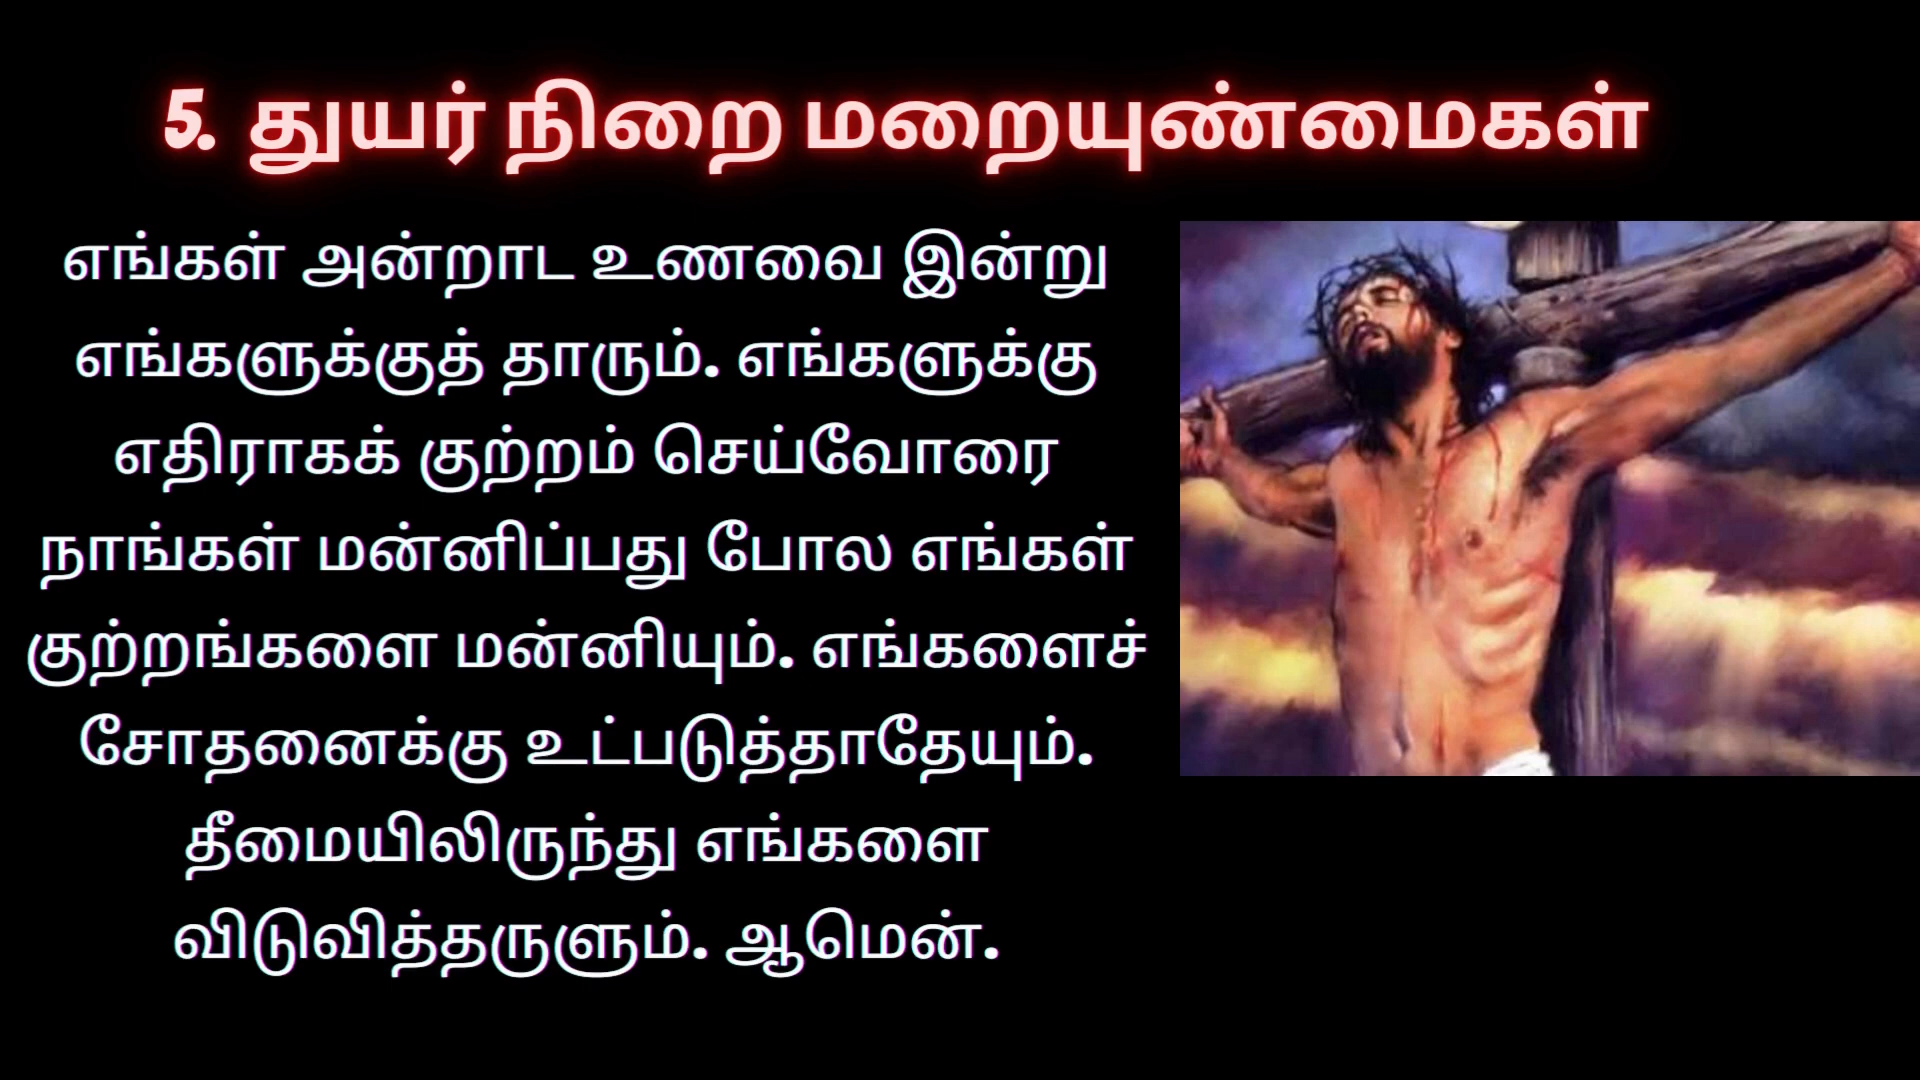 5. துயர் நிறை மறையுண்மைகள்
எங்கள் அன்றாட உணவை இன்று
எங்களுக்குத் தாரும். எங்களுக்கு
எதிராகக் குற்றம் செய்வோரை
நாங்கள் மன்னிப்பது போல எங்கள்
குற்றங்களை மன்னியும். எங்களைச்
சோதனைக்கு உட்படுத்தாதேயும்.
தீமையிலிருந்து எங்களை
விடுவித்தருளும். ஆமென்.